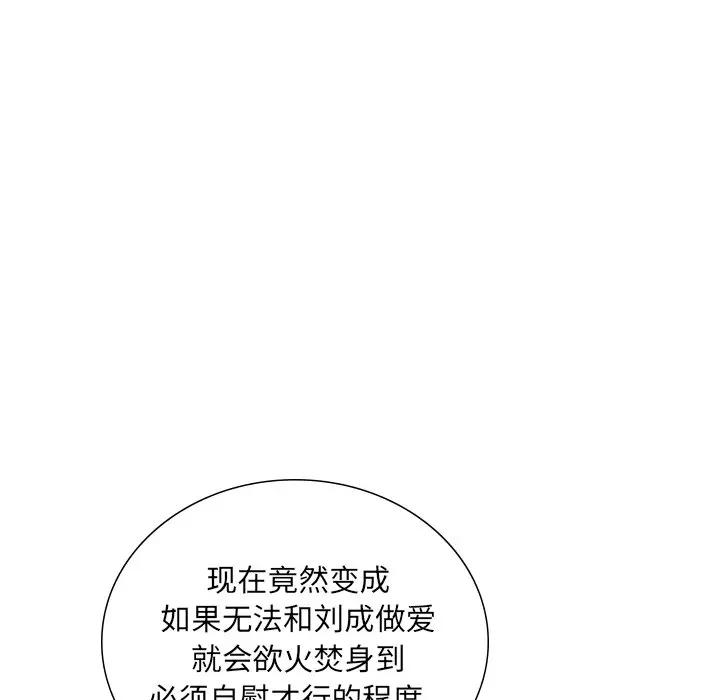 现在竟然变成
如果无法和刘成做爱
就会欲火焚身到
必须自慰才行的程度